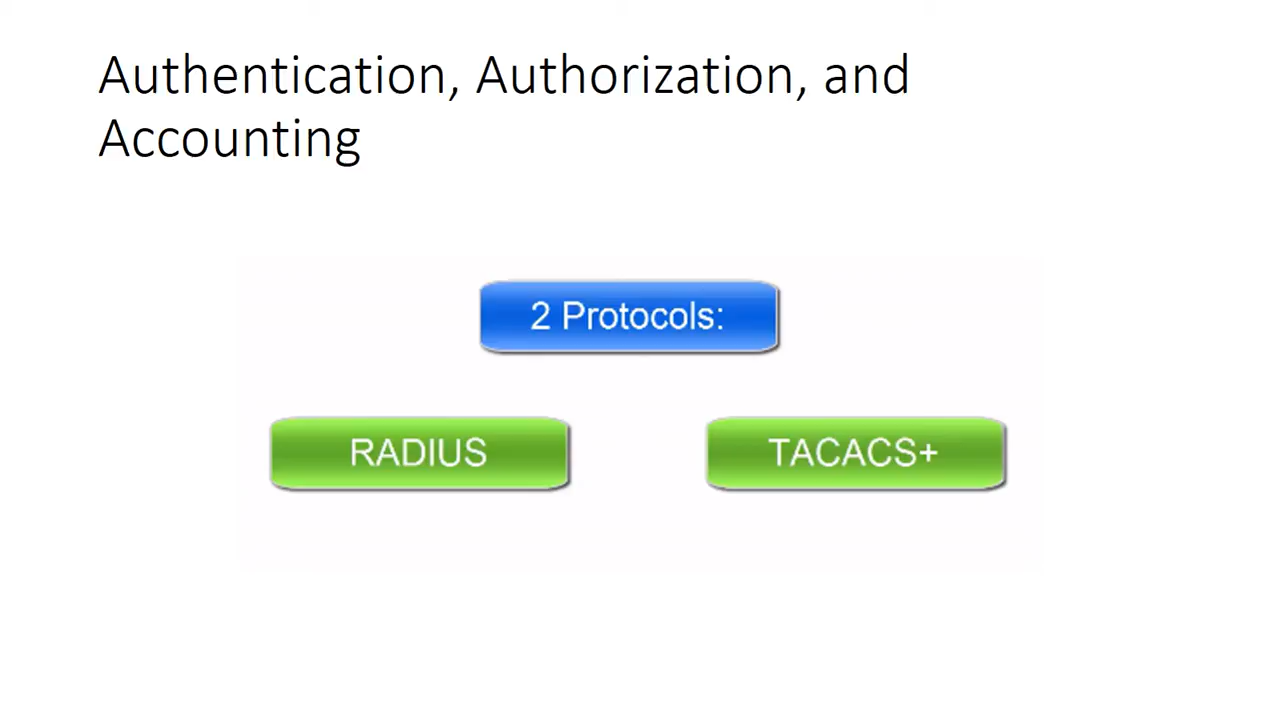 Authentication, Authorization, and
Accounting
2 Protocols:
RADIUS
TACACS+